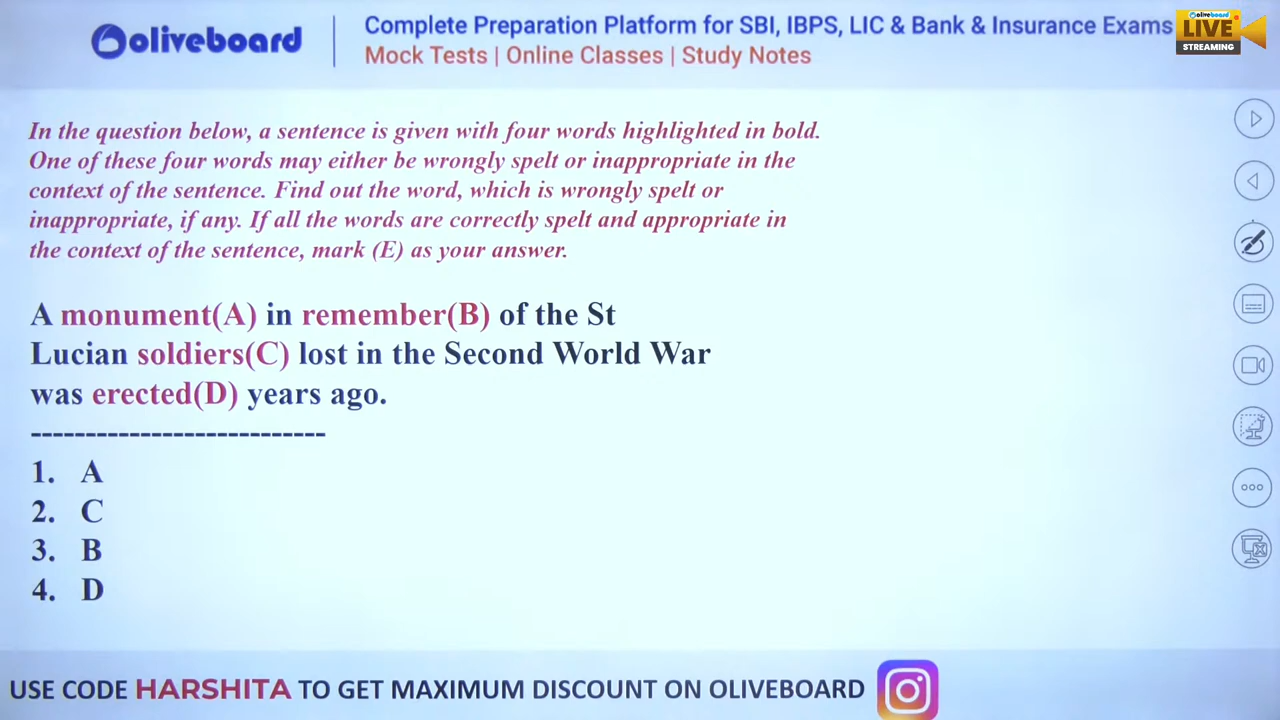 oliveboard
Complete Preparation Platform for SBI, IBPS, LIC & Bank & Insurance Exams
Mock Tests | Online Classes | Study Notes
oliveboard
LIVE
STREAMING
In the question below, a sentence is given with four words highlighted in bold.
One of these four words may either be wrongly spelt or inappropriate in the
context of the sentence. Find out the word, which is wrongly spelt or
inappropriate, if any. If all the words are correctly spelt and appropriate in
the context of the sentence, mark (E) as your answer.
A monument(A) in remember(B) of the St
Lucian soldiers(C) lost in the Second World War
was erected(D) years ago.
---------------------------
1. A
2. C
3. B
4. D
USE CODE HARSHITA TO GET MAXIMUM DISCOUNT ON OLIVEBOARD